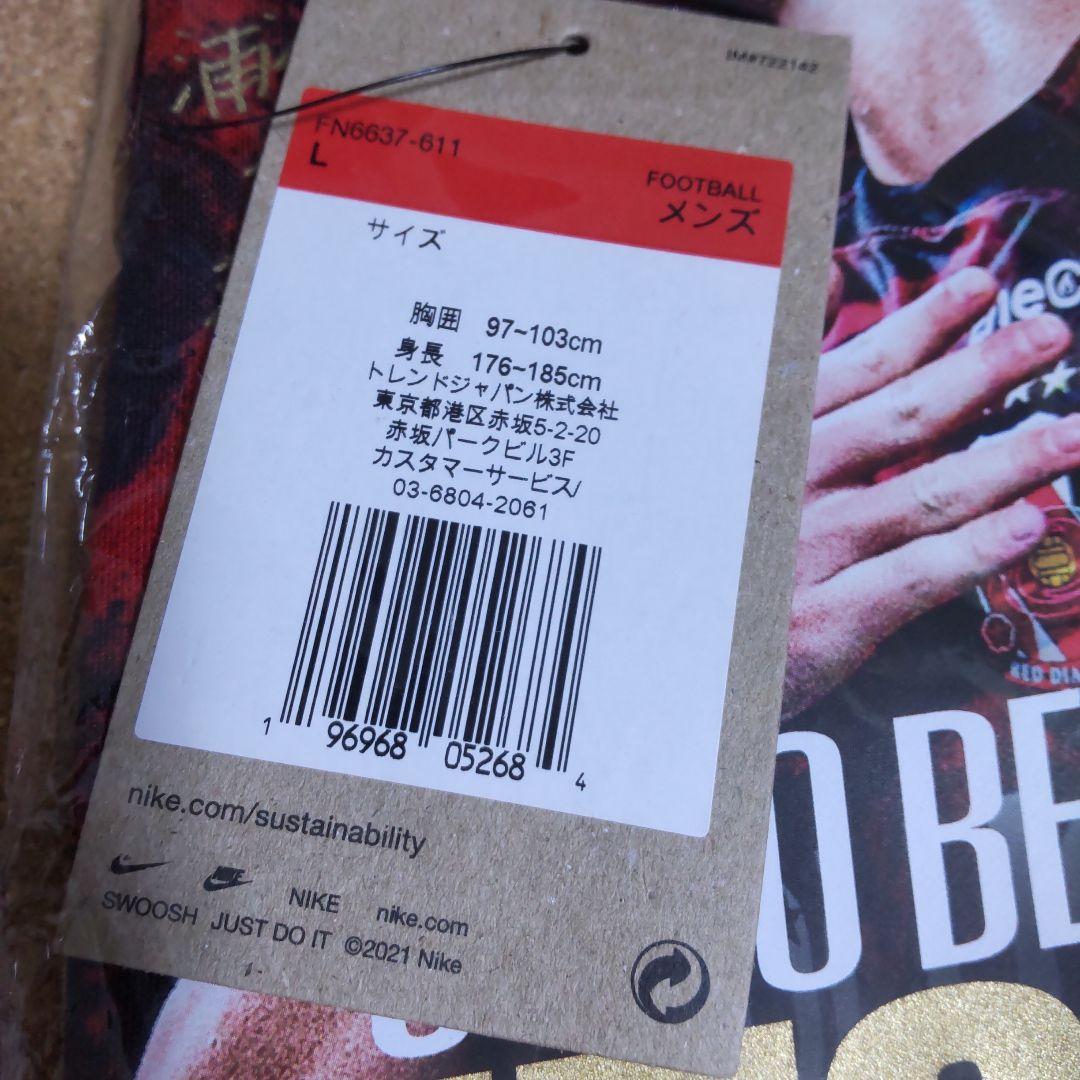 浦
FN6637-611
L
FOOTBALL
メンズ
サイズ
胸囲 97~103cm
身長 176~185cm
トレンドジャパン株式会社
東京都港区赤坂5-2-20
赤坂パークビル3F
カスタマーサービス/
03-6804-2061
1 96968 05268 4
nike.com/sustainability
NIKE nike.com
SWOOSH JUST DO IT ©2021 Nike